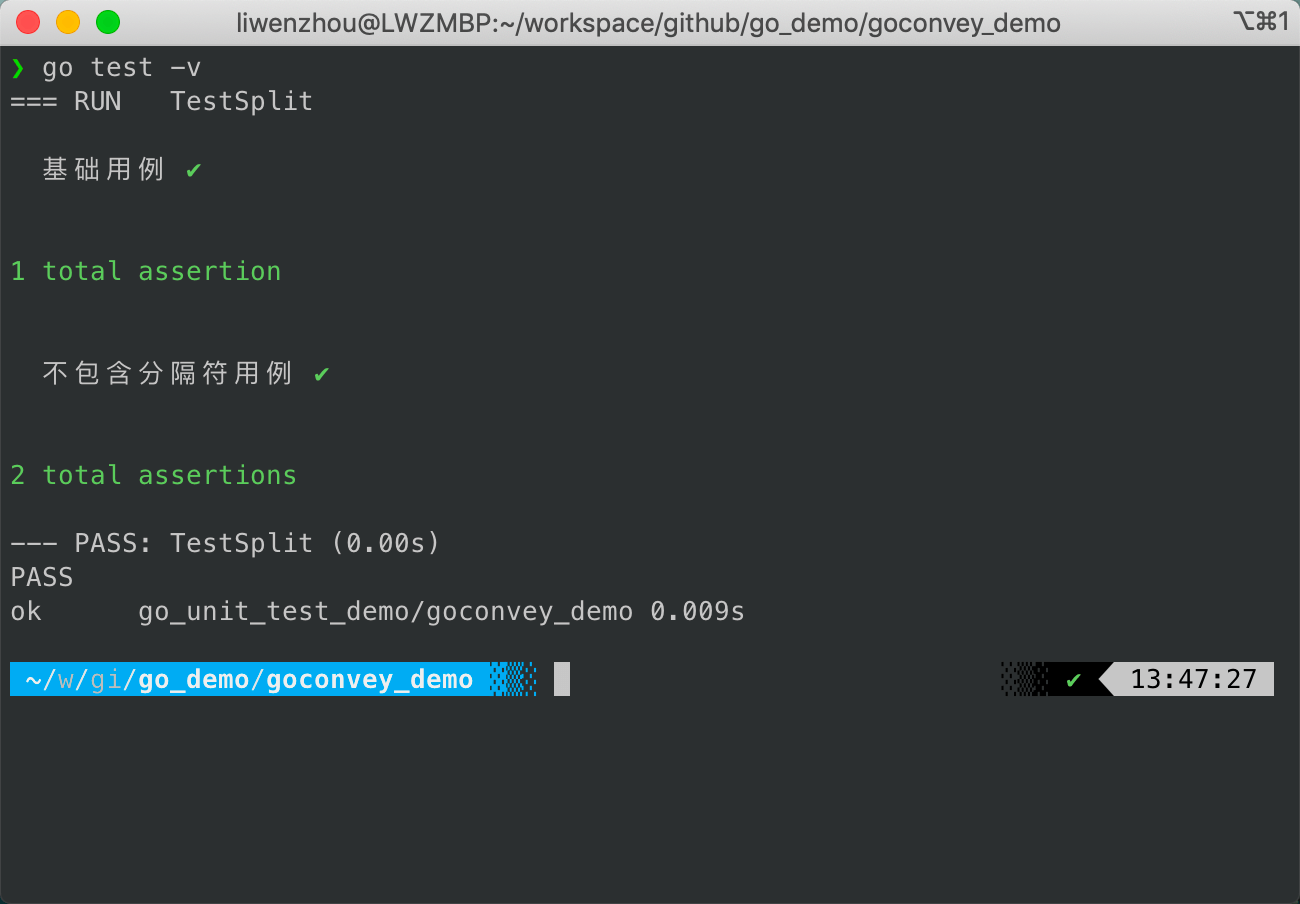 liwenzhou@LWZMBP:~/workspace/github/go_demo/goconvey_demo ⌥⌘1
❯ go test -v
=== RUN   TestSplit
基础用例 ✔
1 total assertion
不包含分隔符用例 ✔
2 total assertions
--- PASS: TestSplit (0.00s)
PASS
ok      go_unit_test_demo/goconvey_demo 0.009s
~/w/gi/go_demo/goconvey_demo ✔ 13:47:27